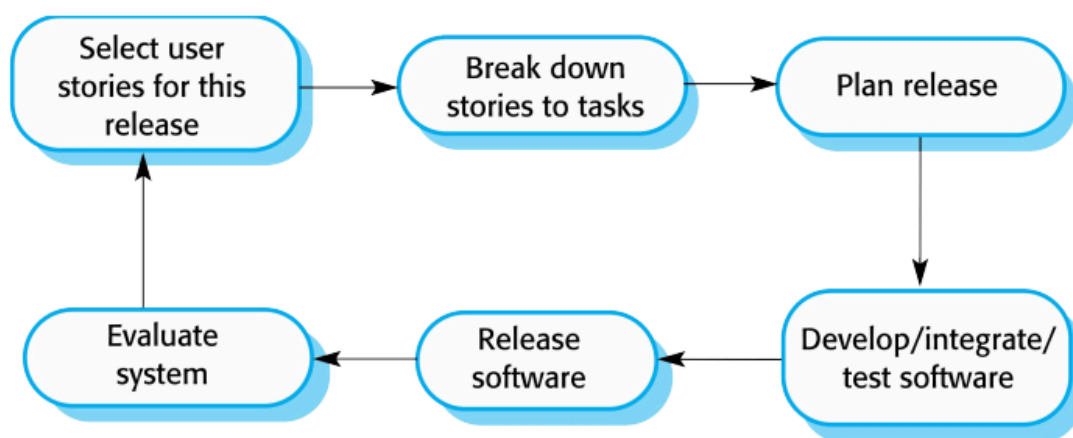 Select user
stories for this
release
Break down
stories to tasks
Plan release
Develop/integrate/
test software
Release
software
Evaluate
system